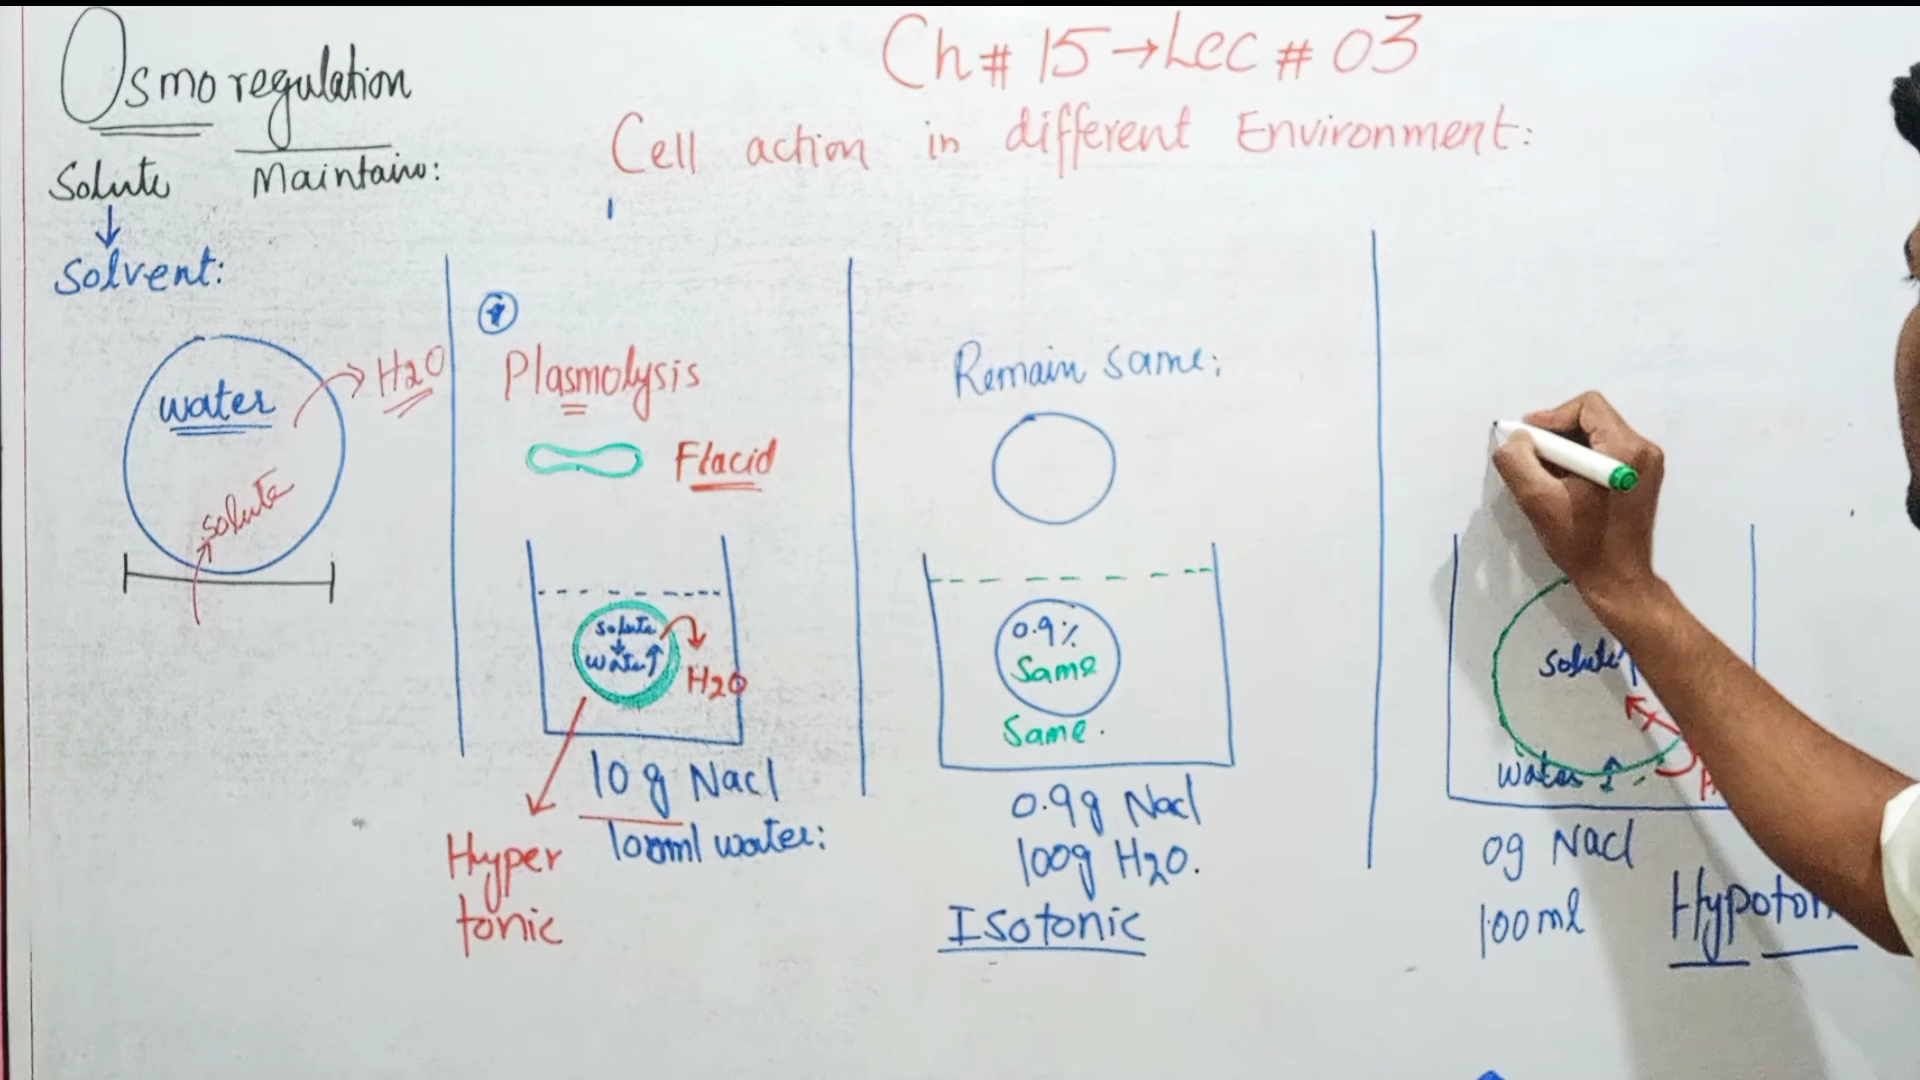 Osmoregulation
Solute Maintain:
Solvent:
water
H2O
solute
Ch # 15 → Lec # 03
Cell action in different Environment:
Plasmolysis
Flacid
solute
water ↑
H2O
10g Nacl
100ml water:
Hyper
tonic
Remain same:
0.9%
Same
Same.
0.9g Nacl
100g H2O.
Isotonic
Solute
Water ↑
0g Nacl
100ml